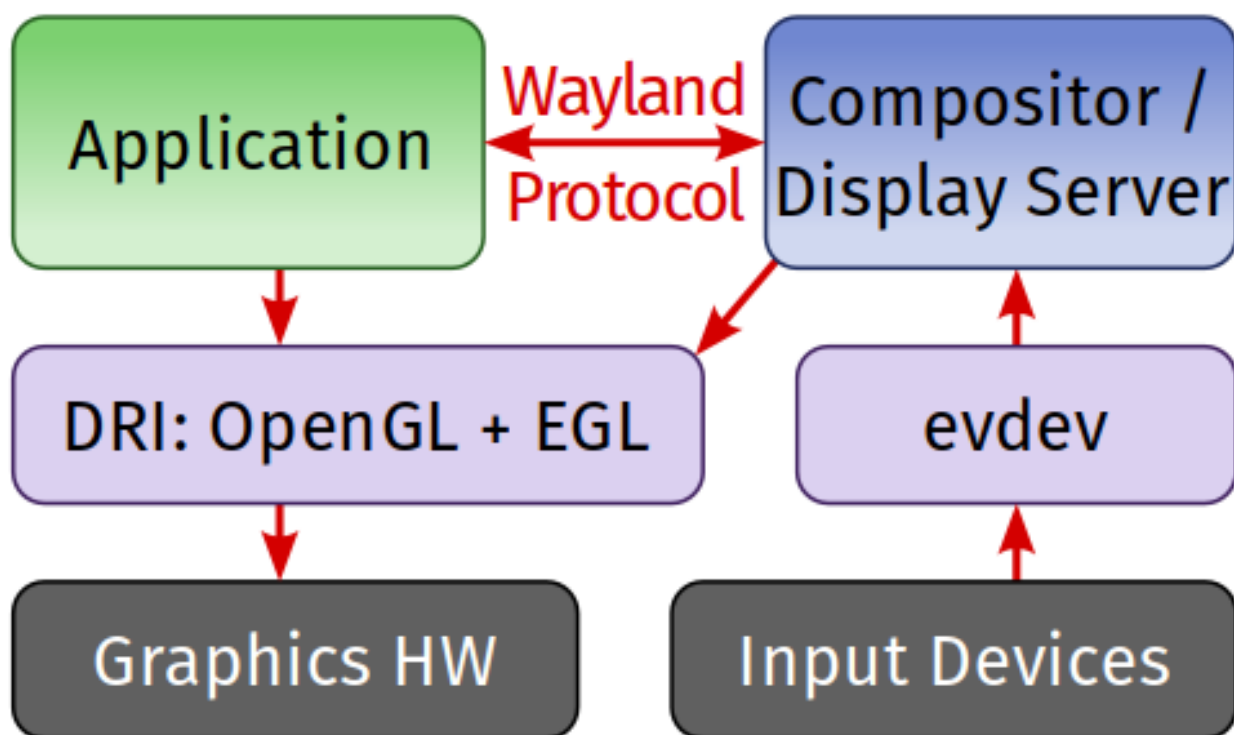 Application
Wayland
Protocol
Compositor /
Display Server
DRI: OpenGL + EGL
evdev
Graphics HW
Input Devices